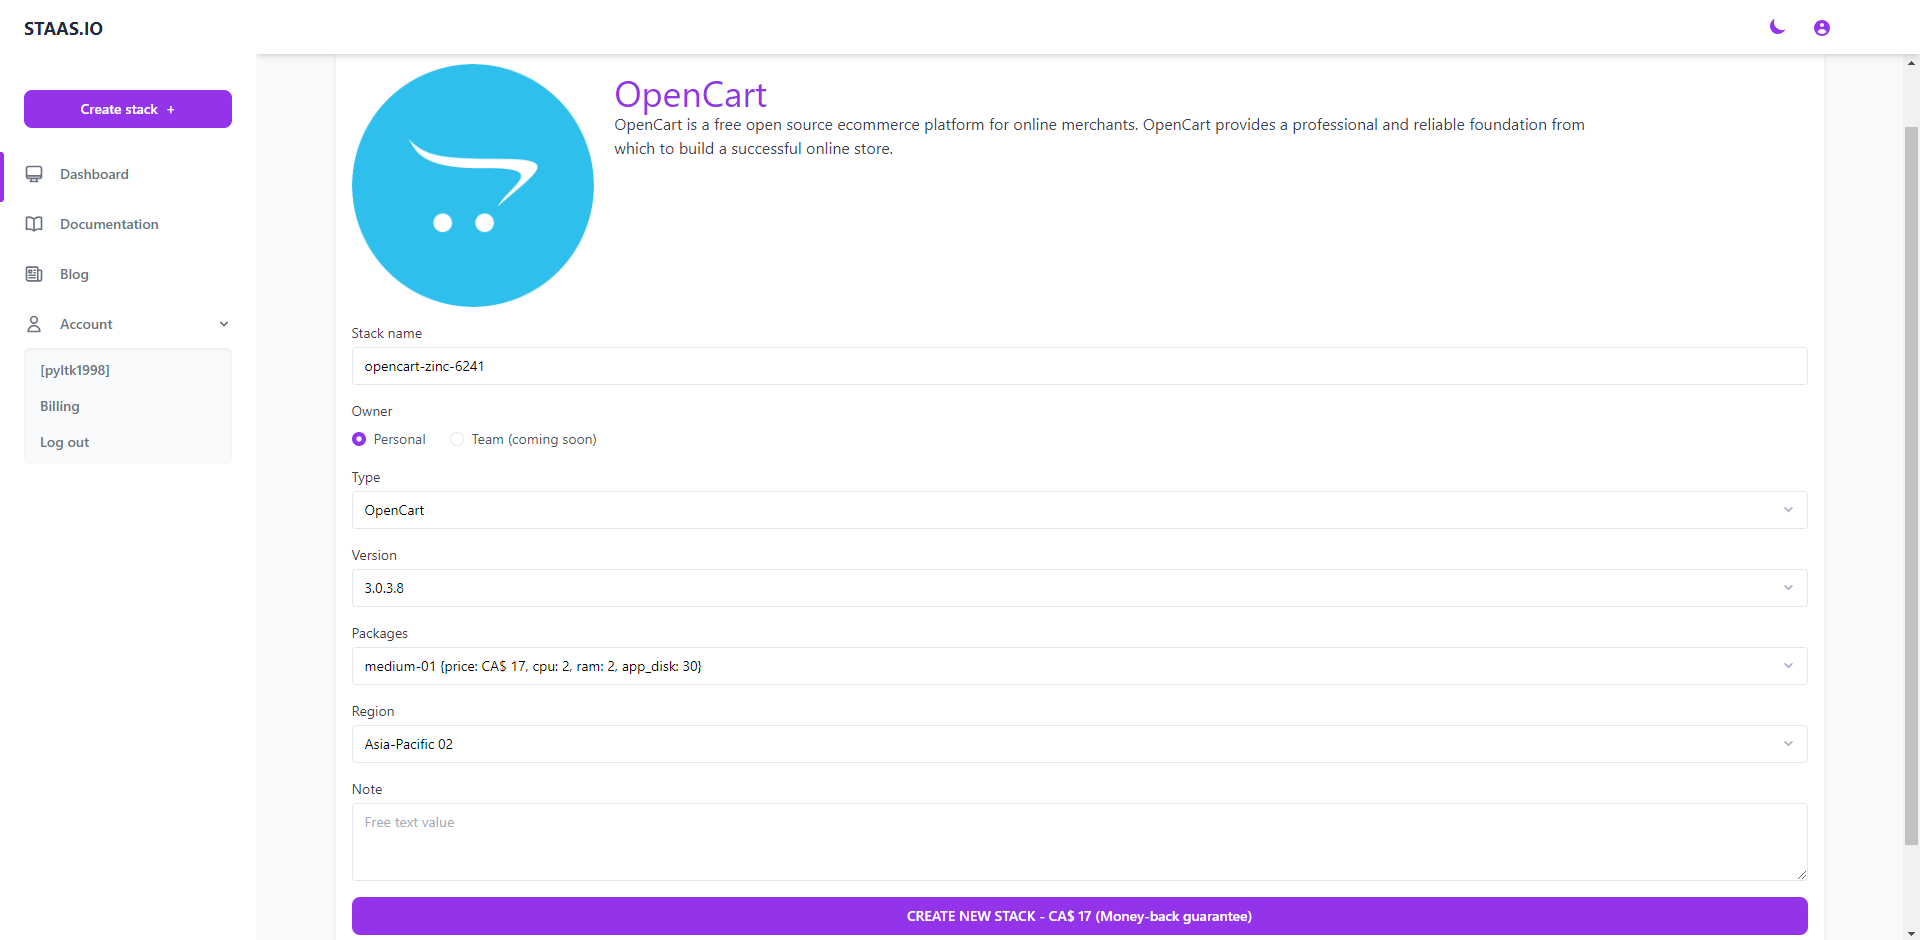 STAAS.IO
Create stack +
Dashboard
Documentation
Blog
Account
[pyltk1998]
Billing
Log out
OpenCart
OpenCart is a free open source ecommerce platform for online merchants. OpenCart provides a professional and reliable foundation from
which to build a successful online store.
Stack name
opencart-zinc-6241
Owner
Personal
Team (coming soon)
Type
OpenCart
Version
3.0.3.8
Packages
medium-01 {price: CA$ 17, cpu: 2, ram: 2, app_disk: 30}
Region
Asia-Pacific 02
Note
Free text value
CREATE NEW STACK - CA$ 17 (Money-back guarantee)